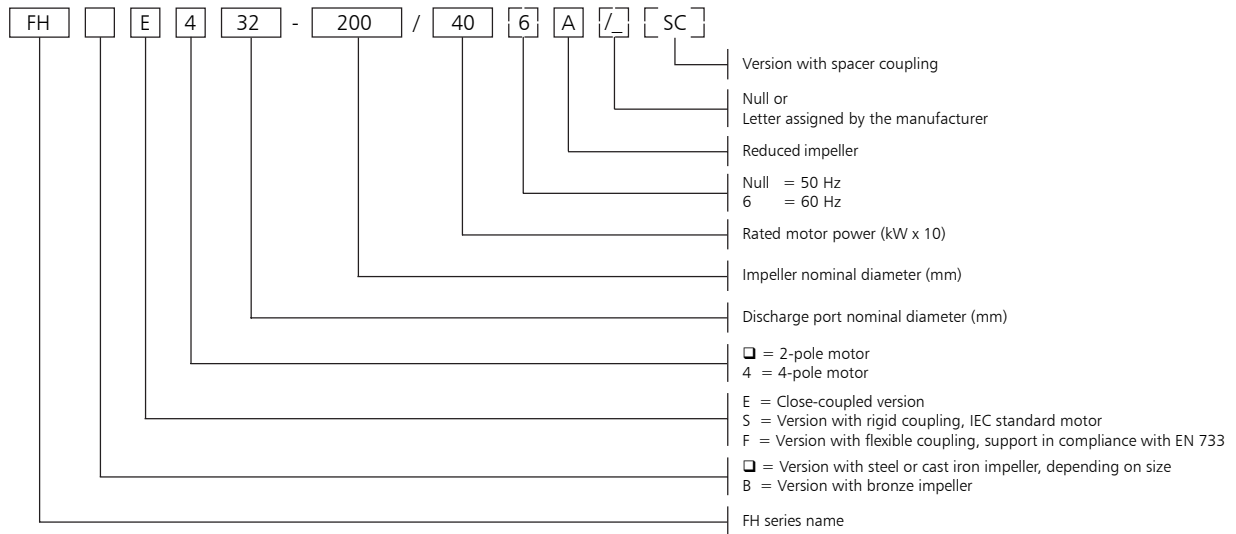 FH E 4 32 - 200 / 40 6 A /_ SC
Version with spacer coupling
Null or
Letter assigned by the manufacturer
Reduced impeller
Null = 50 Hz
6 = 60 Hz
Rated motor power (kW x 10)
Impeller nominal diameter (mm)
Discharge port nominal diameter (mm)
❑ = 2-pole motor
4 = 4-pole motor
E = Close-coupled version
S = Version with rigid coupling, IEC standard motor
F = Version with flexible coupling, support in compliance with EN 733
❑ = Version with steel or cast iron impeller, depending on size
B = Version with bronze impeller
FH series name